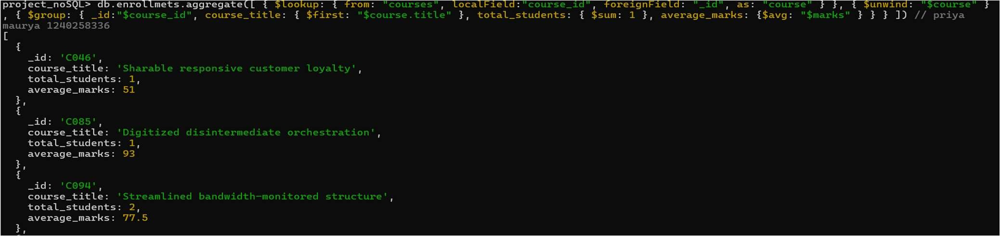 project_noSQL> db.enrollmets.aggregate([ { $lookup: { from: "courses", localField:"course_id", foreignField: "_id", as: "course" } }, { $unwind: "$course" }
, { $group: { _id:"$course_id", course_title: { $first: "$course.title" }, total_students: { $sum: 1 }, average_marks: {$avg: "$marks" } } } ]) // priya
maurya 1240258336
[
  {
    _id: 'C046',
    course_title: 'Sharable responsive customer loyalty',
    total_students: 1,
    average_marks: 51
  },
  {
    _id: 'C085',
    course_title: 'Digitized disintermediate orchestration',
    total_students: 1,
    average_marks: 93
  },
  {
    _id: 'C094',
    course_title: 'Streamlined bandwidth-monitored structure',
    total_students: 2,
    average_marks: 77.5
  },